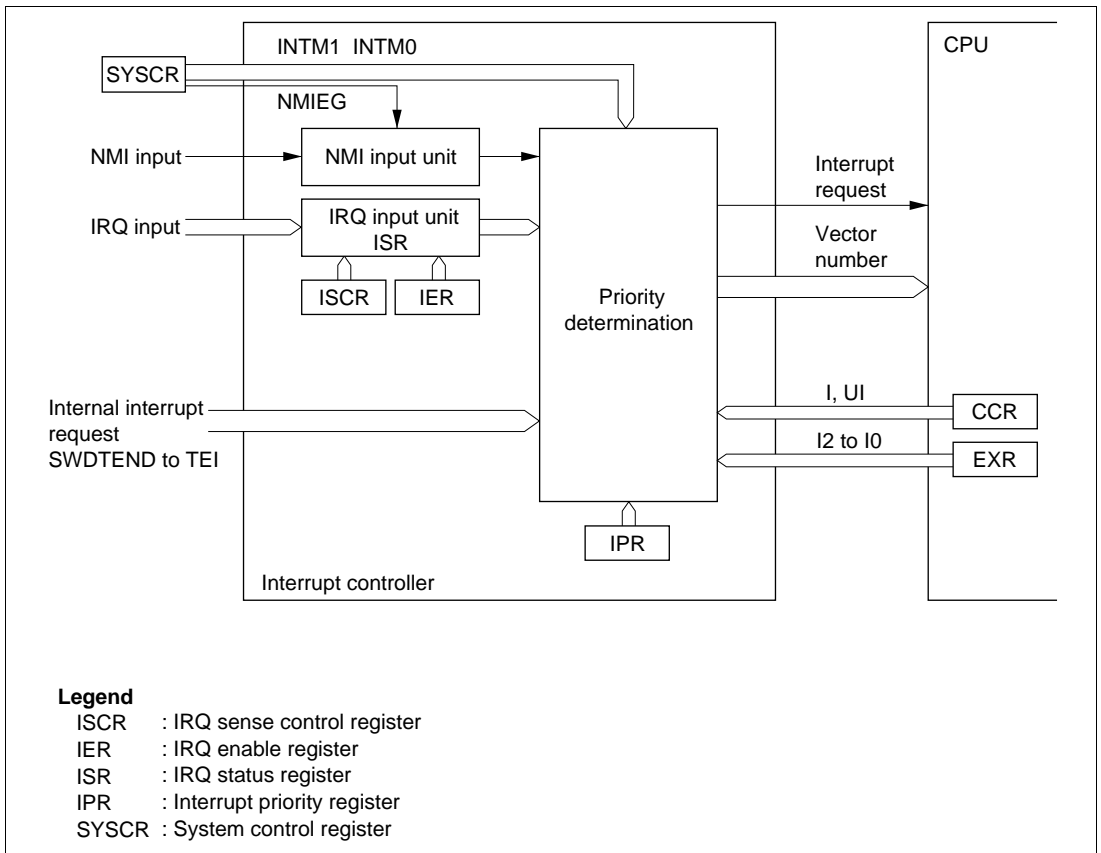 INTM1 INTM0
CPU
SYSCR
NMIEG
NMI input
NMI input unit
Interrupt
request
IRQ input
IRQ input unit
ISR
Vector
number
ISCR
IER
Priority
determination
I, UI
CCR
Internal interrupt
request
SWDTEND to TEI
I2 to I0
EXR
IPR
Interrupt controller
Legend
ISCR : IRQ sense control register
IER : IRQ enable register
ISR : IRQ status register
IPR : Interrupt priority register
SYSCR : System control register